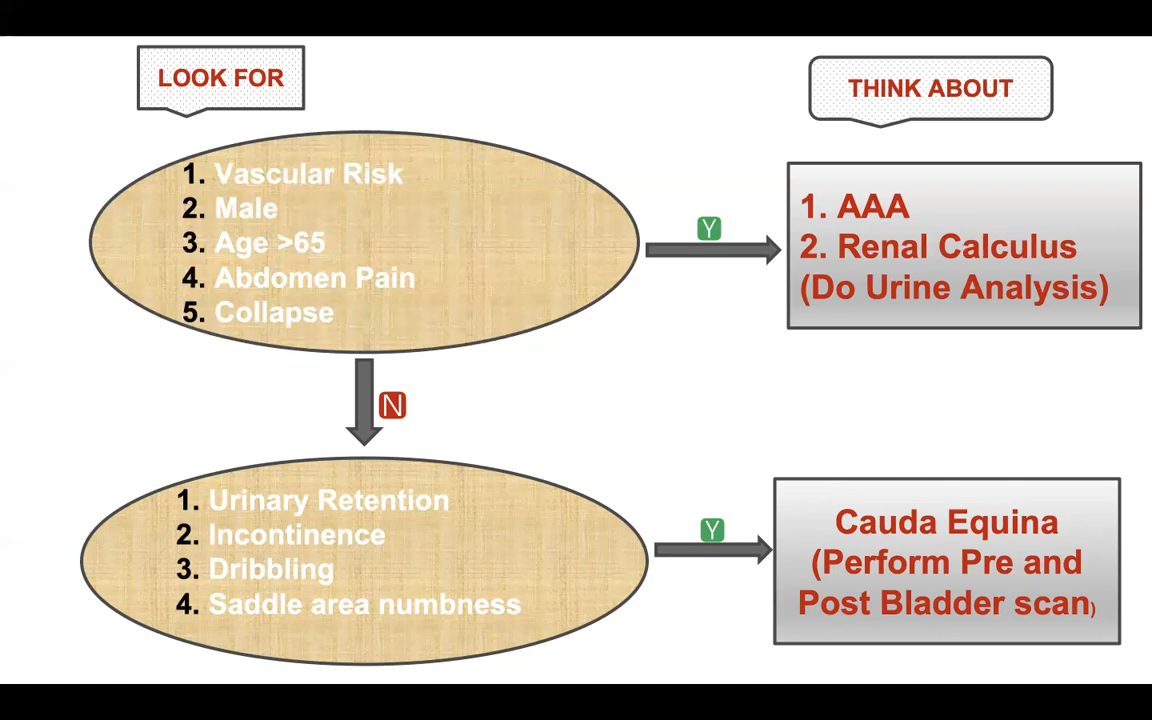 LOOK FOR
THINK ABOUT
1. Vascular Risk
2. Male
3. Age >65
4. Abdomen Pain
5. Collapse
Y
1. AAA
2. Renal Calculus
(Do Urine Analysis)
N
1. Urinary Retention
2. Incontinence
3. Dribbling
4. Saddle area numbness
Y
Cauda Equina
(Perform Pre and
Post Bladder scan)